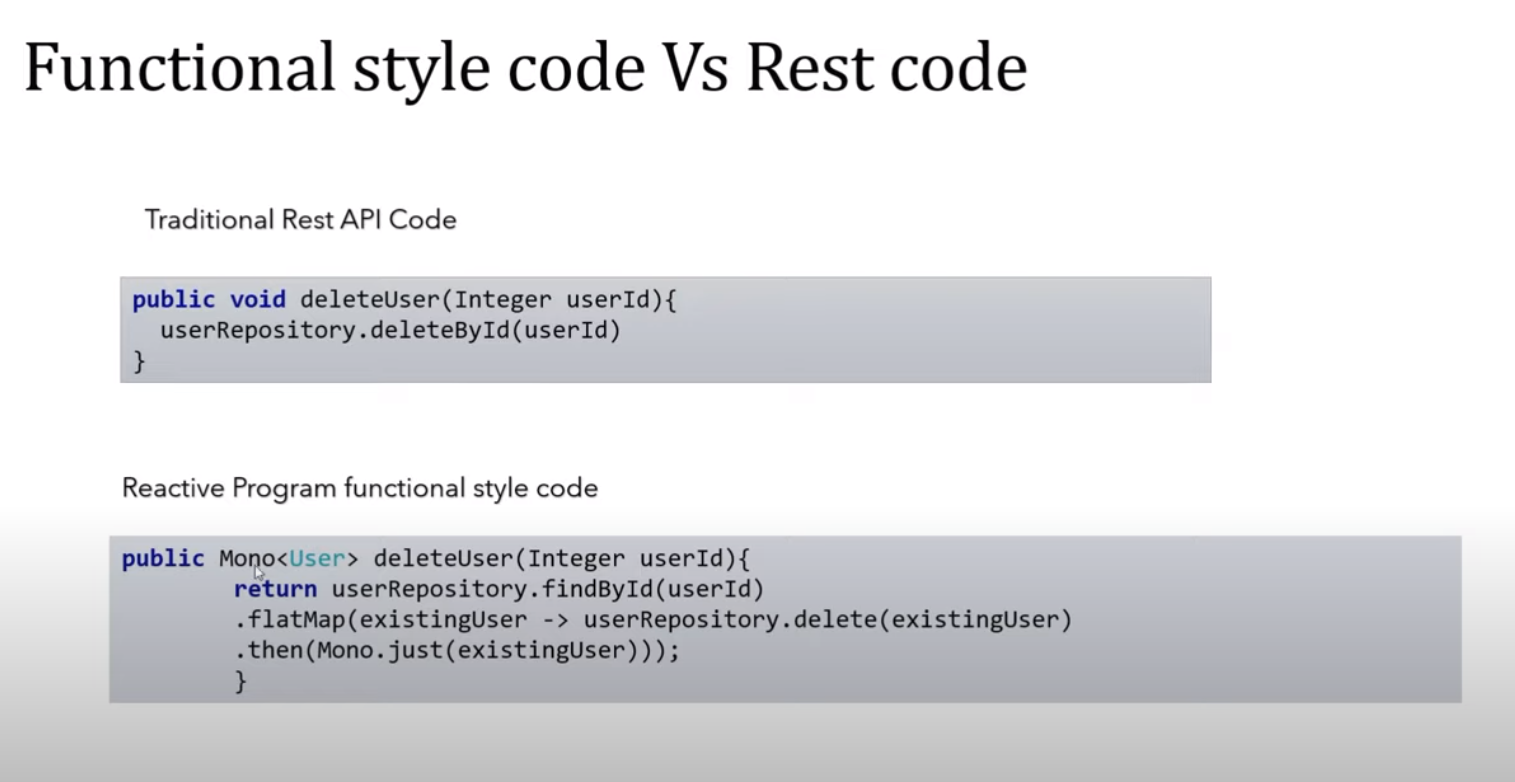 Functional style code Vs Rest code
Traditional Rest API Code
public void deleteUser(Integer userId){
userRepository.deleteById(userId)
}
Reactive Program functional style code
public Mono<User> deleteUser(Integer userId){
return userRepository.findById(userId)
.flatMap(existingUser -> userRepository.delete(existingUser)
.then(Mono.just(existingUser)));
}